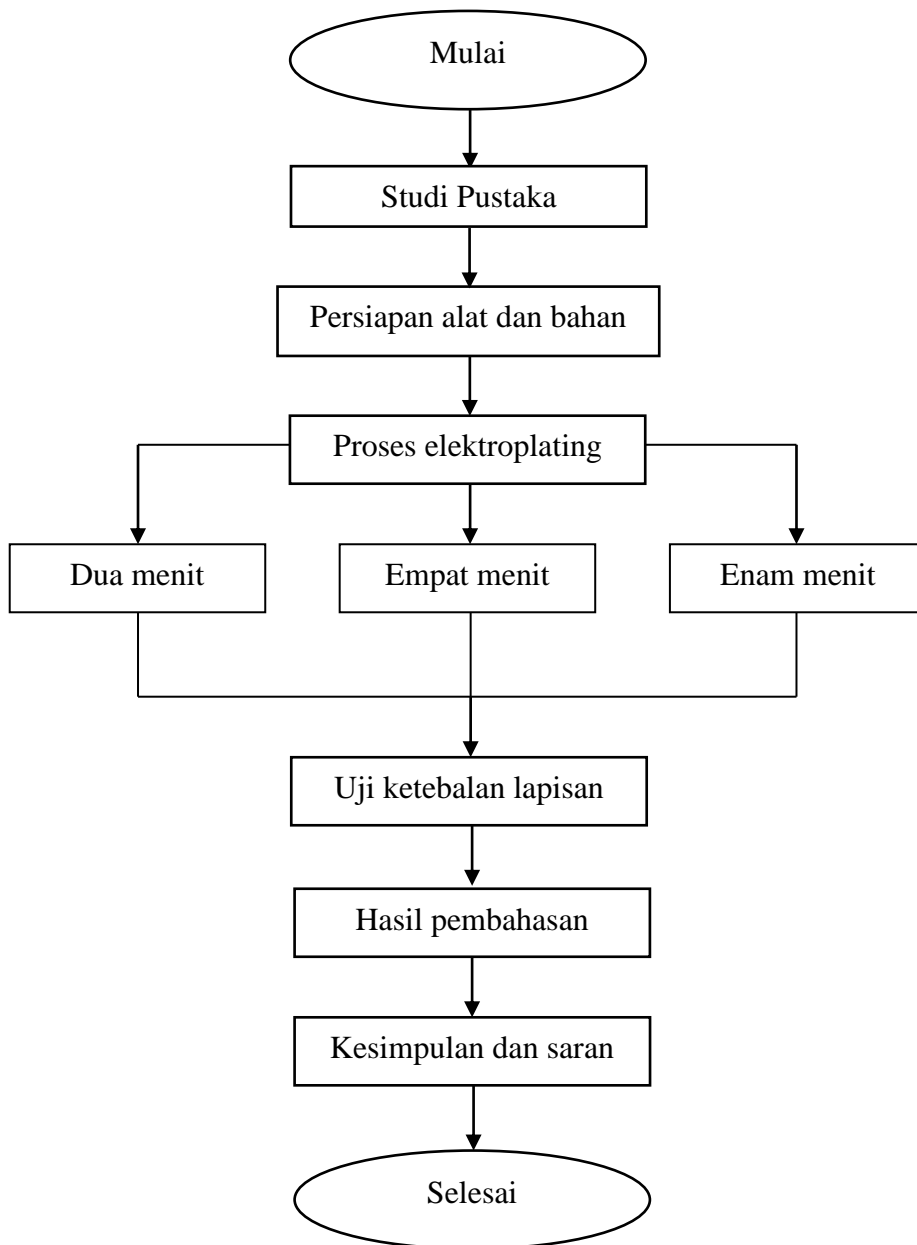 Mulai
Studi Pustaka
Persiapan alat dan bahan
Proses elektroplating
Dua menit
Empat menit
Enam menit
Uji ketebalan lapisan
Hasil pembahasan
Kesimpulan dan saran
Selesai